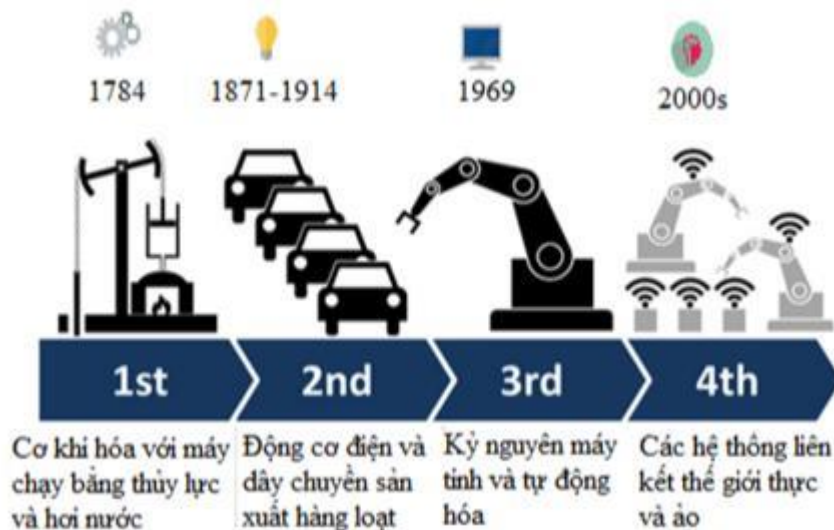 1784
1871-1914
1969
2000s
1st
2nd
3rd
4th
Cơ khí hóa với máy
chạy bằng thủy lực
và hơi nước
Động cơ điện và
dây chuyền sản
xuất hàng loạt
Kỷ nguyên máy
tính và tự động
hóa
Các hệ thống liên
kết thế giới thực
và ảo